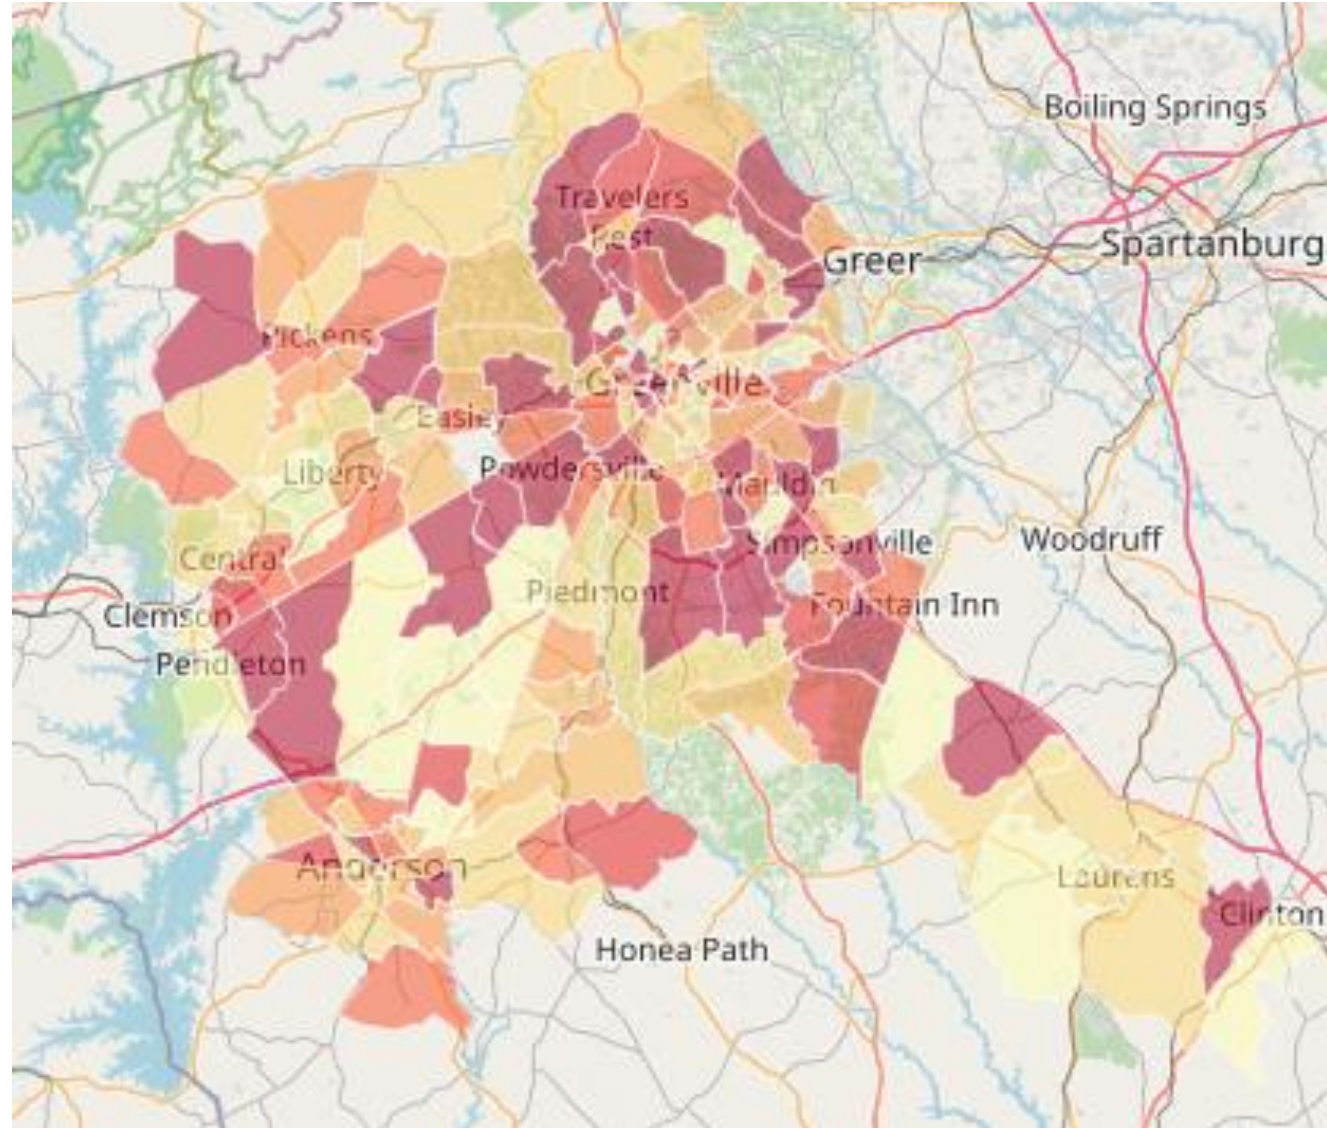 Boiling Springs
Travelers
Rest
Spartanburg
Greer
Pickens
Greenville
Easley
Powdersville
Liberty
Mauldin
Simpsonville
Woodruff
Central
Piedmont
Clemson
Fountain Inn
Pendleton
Anderson
Laurens
Clinton
Honea Path